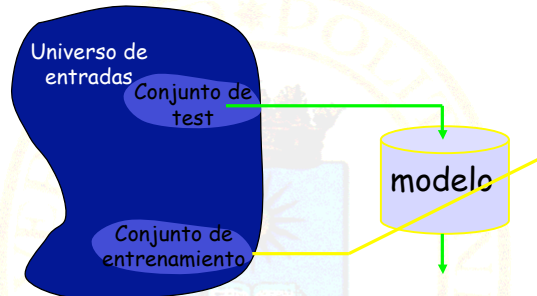 Universo de
entradas
Conjunto de
test
modelo
Conjunto de
entrenamiento